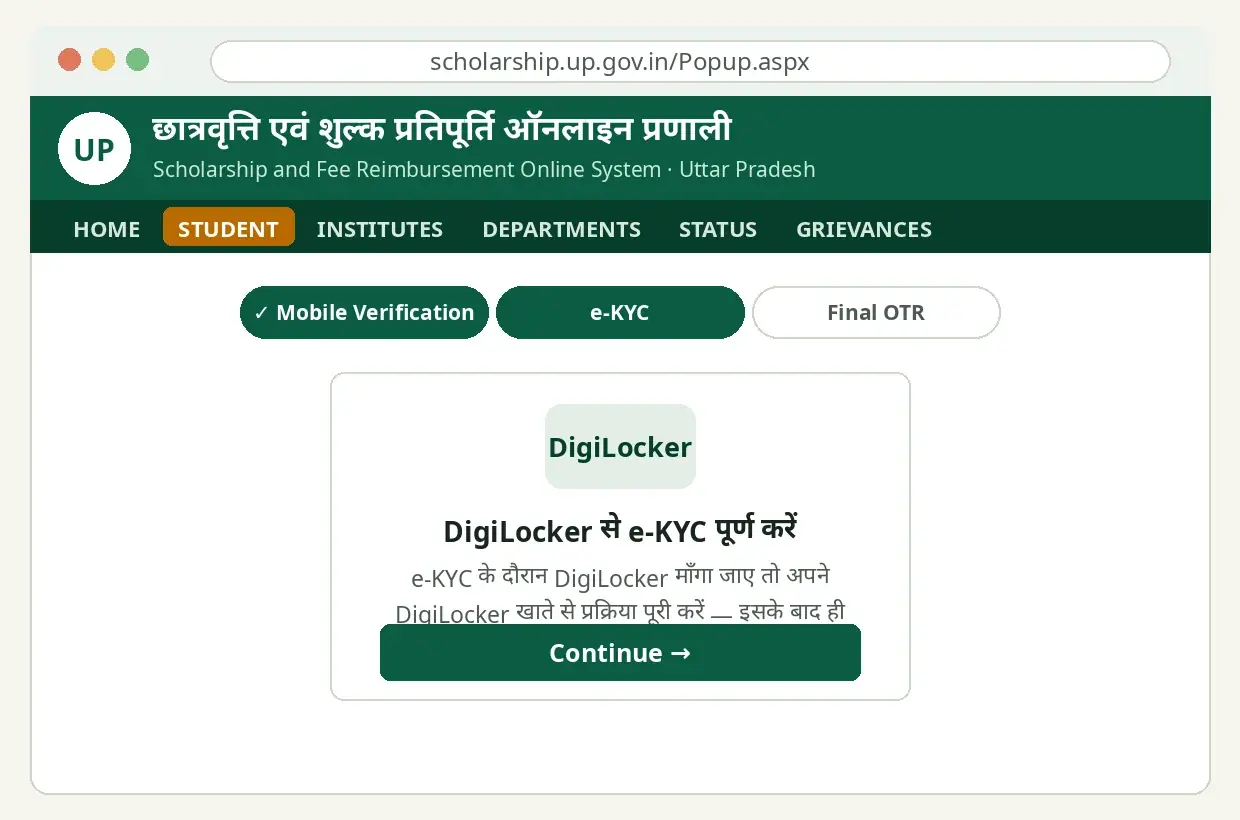 scholarship.up.gov.in/Popup.aspx
UP
छात्रवृत्ति एवं शुल्क प्रतिपूर्ति ऑनलाइन प्रणाली
Scholarship and Fee Reimbursement Online System · Uttar Pradesh
HOME STUDENT INSTITUTES DEPARTMENTS STATUS GRIEVANCES
✓ Mobile Verification e-KYC Final OTR
DigiLocker
DigiLocker से e-KYC पूर्ण करें
e-KYC के दौरान DigiLocker माँगा जाए तो अपने
DigiLocker खाते से प्रक्रिया पूरी करें — इसके बाद ही
Continue →